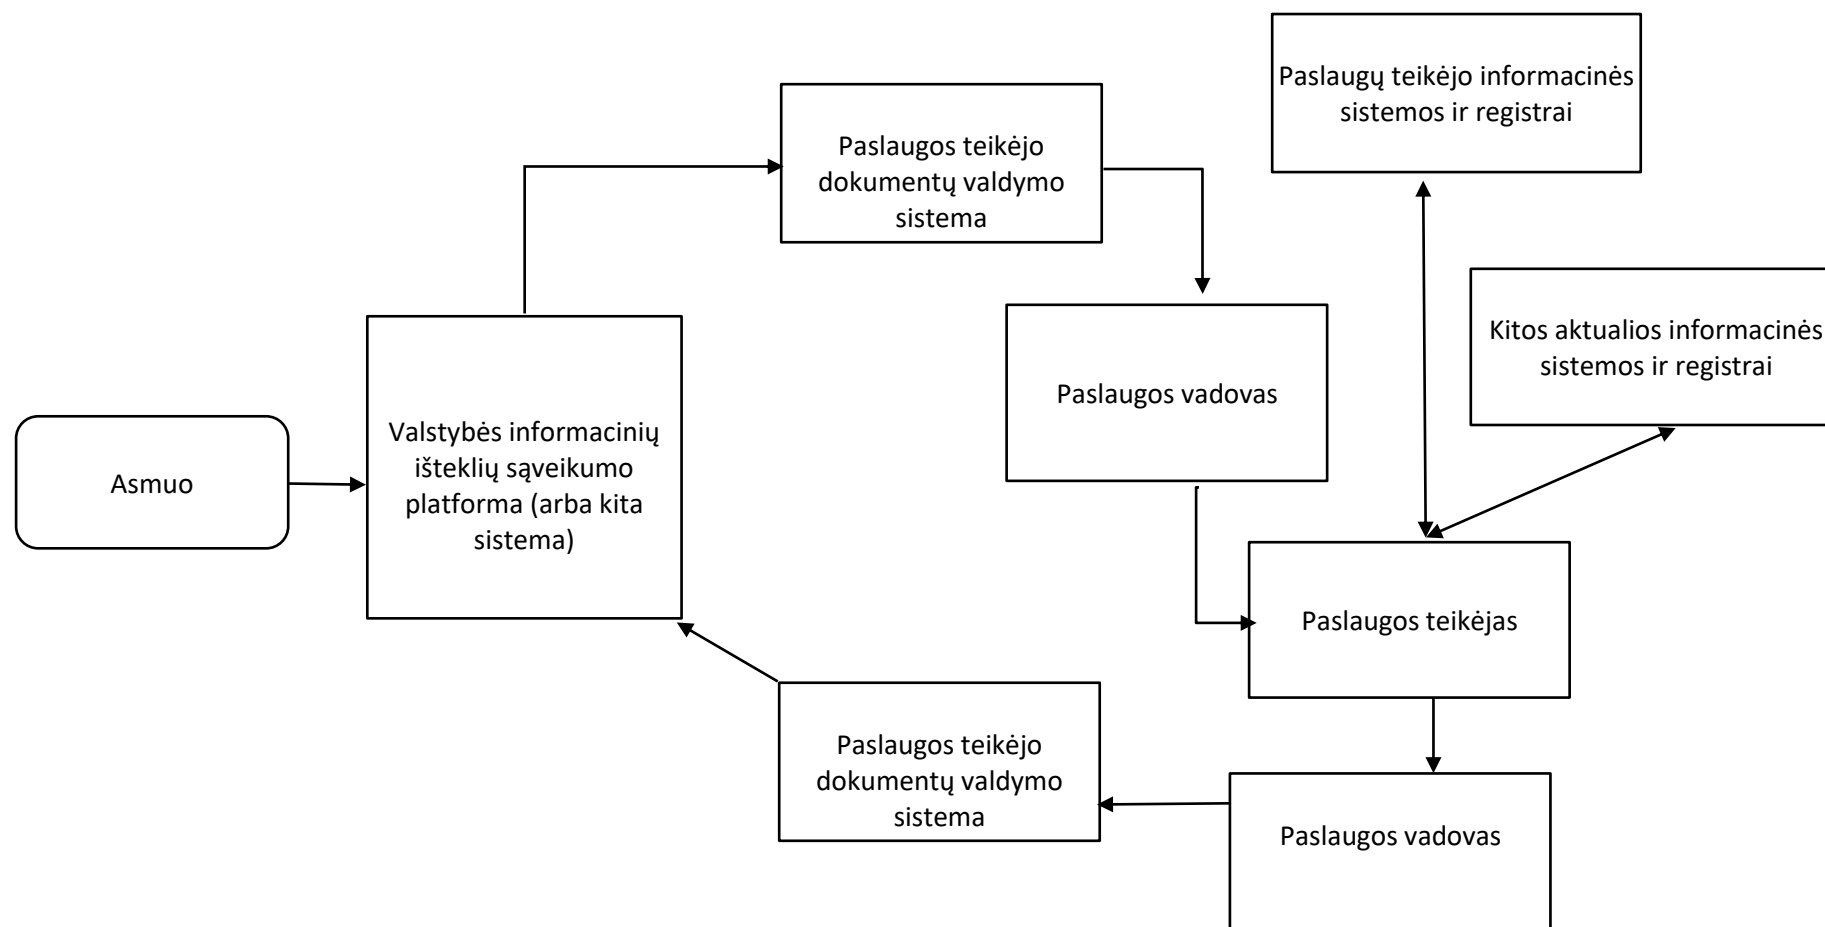 Paslaugų teikėjo informacinės
sistemos ir registrai
Paslaugos teikėjo
dokumentų valdymo
sistema
Kitos aktualios informacinės
sistemos ir registrai
Paslaugos vadovas
Valstybės informacinių
išteklių sąveikumo
platforma (arba kita
sistema)
Asmuo
Paslaugos teikėjas
Paslaugos teikėjo
dokumentų valdymo
sistema
Paslaugos vadovas